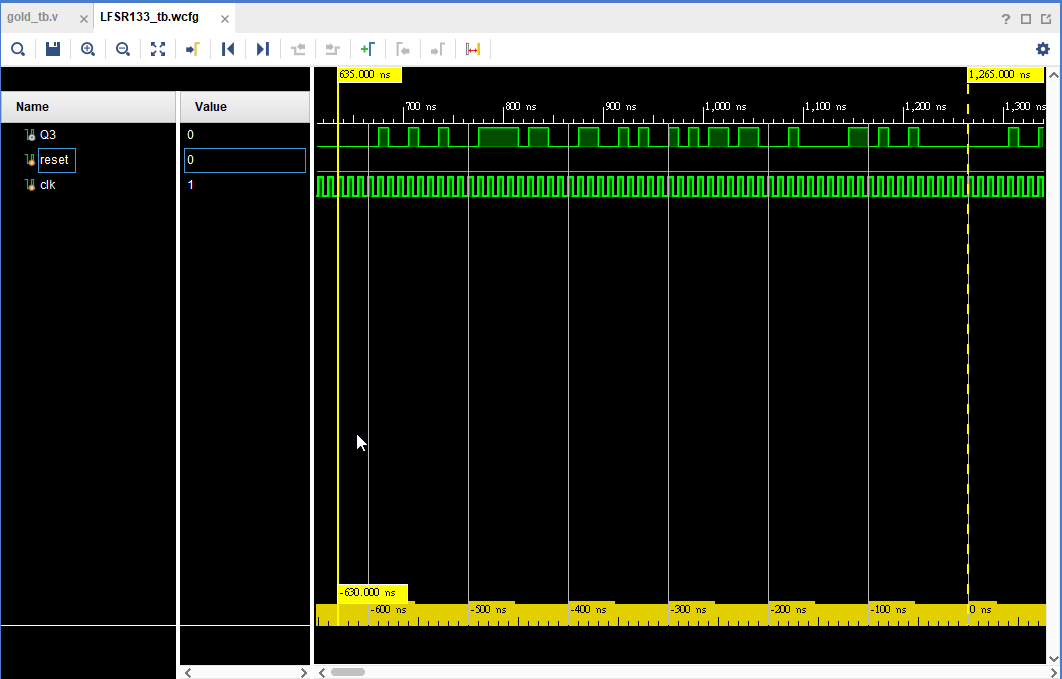 gold_tb.v
LFSR133_tb.wcfg
?
635.000 ns
1,265.000 ns
Name
Value
700 ns
800 ns
900 ns
1,000 ns
1,100 ns
1,200 ns
1,300 ns
Q3
0
reset
0
clk
1
-630.000 ns
-600 ns
-500 ns
-400 ns
-300 ns
-200 ns
-100 ns
0 ns